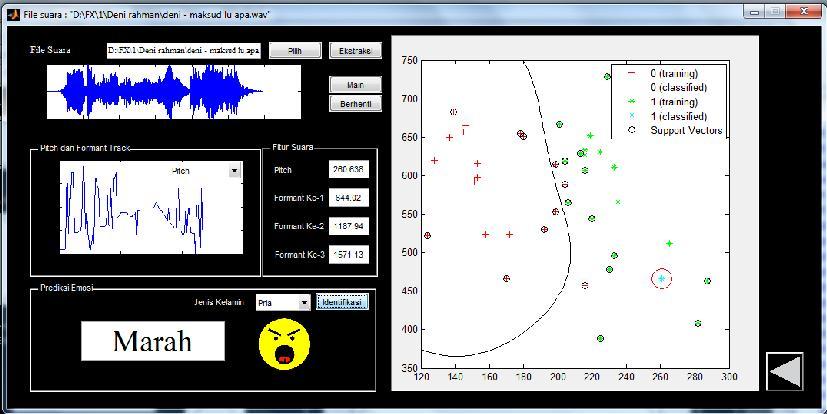 File suara : "D:\FX\1\Deni rahman\deni - maksud lu apa.wav"
File Suara
D:\FX\1\Deni rahman\deni - maksud lu apa
Pilih
Ekstraksi
Main
Berhenti
Pitch dan Formant Track
Pitch
Fitur Suara
Pitch
260.636
Formant Ke-1
644.02
Formant Ke-2
1187.94
Formant Ke-3
1571.13
Prediksi Emosi
Jenis Kelamin
Pria
Identifikasi
Marah
0 (training)
0 (classified)
1 (training)
1 (classified)
Support Vectors
750
700
650
600
550
500
450
400
350
120 140 160 180 200 220 240 260 280 300